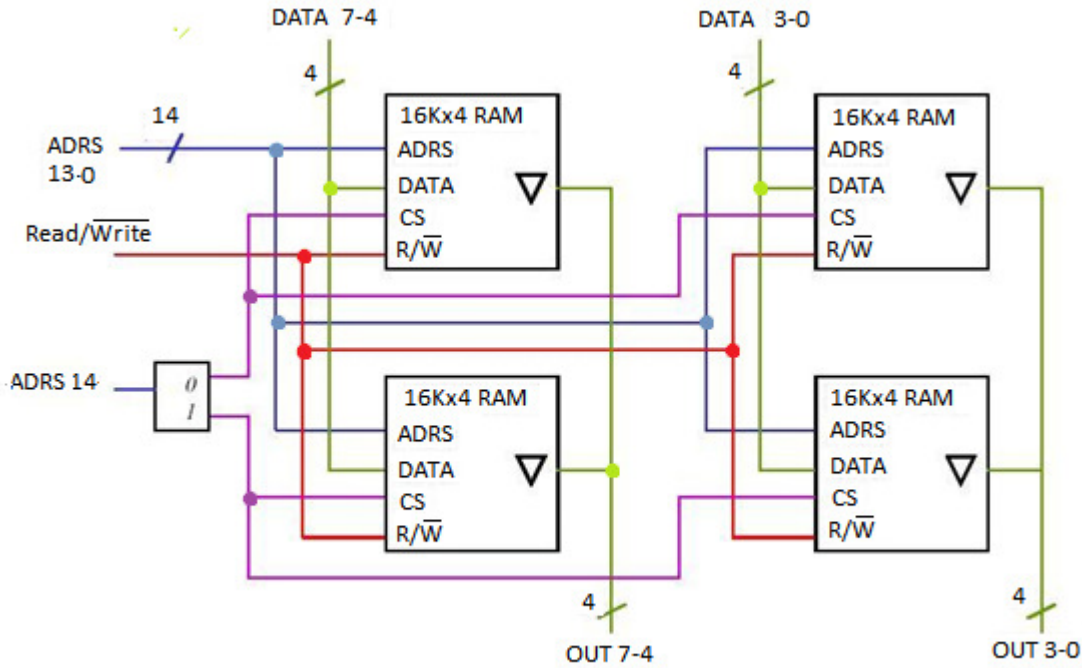 DATA 7-4
DATA 3-0
4
4
14
ADRS
13-0
16Kx4 RAM
ADRS
DATA
CS
R/W̅
16Kx4 RAM
ADRS
DATA
CS
R/W̅
Read/W̅r̅i̅t̅e̅
ADRS 14
0
1
16Kx4 RAM
ADRS
DATA
CS
R/W̅
16Kx4 RAM
ADRS
DATA
CS
R/W̅
4
4
OUT 7-4
OUT 3-0